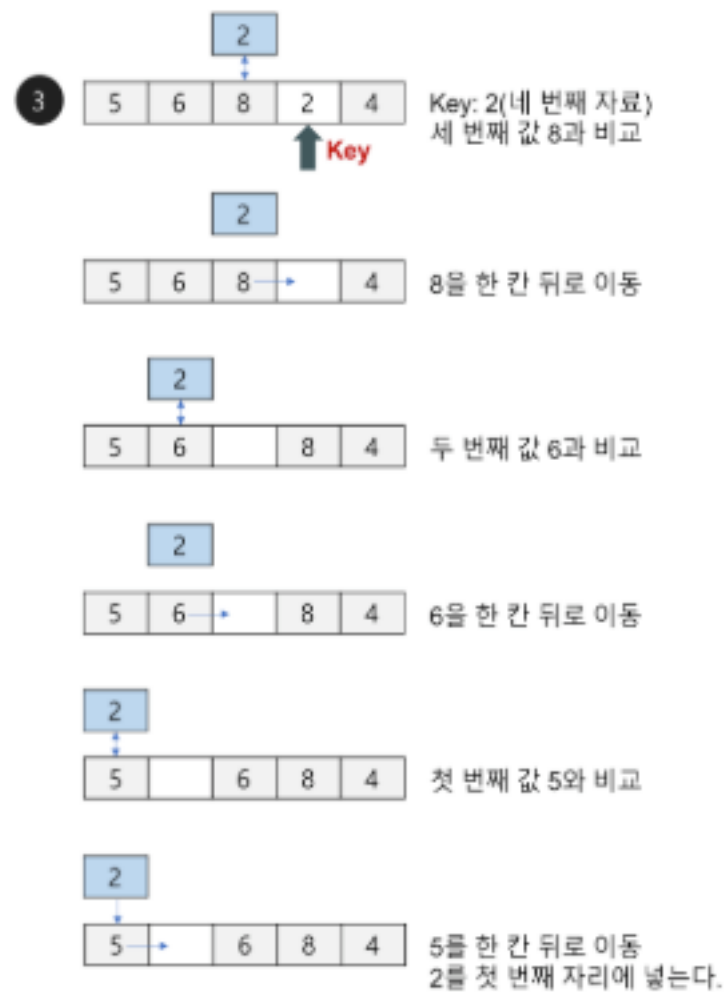 2
3 5 6 8 2 4 Key: 2(네 번째 자료)
세 번째 값 8과 비교
Key
2
5 6 8 4 8을 한 칸 뒤로 이동
2
5 6 8 4 두 번째 값 6과 비교
2
5 6 8 4 6을 한 칸 뒤로 이동
2
5 6 8 4 첫 번째 값 5와 비교
2
5 6 8 4 5를 한 칸 뒤로 이동
2를 첫 번째 자리에 넣는다.